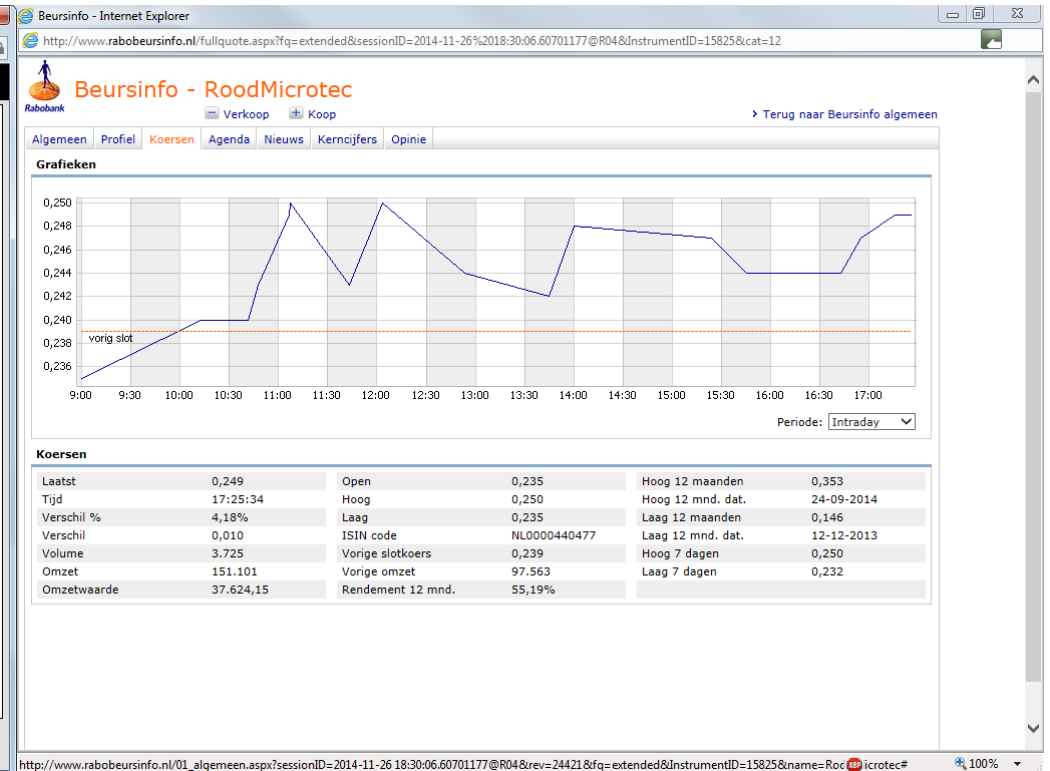 Beursinfo - Internet Explorer
http://www.rabobeursinfo.nl/fullquote.aspx?fq=extended&sessionID=2014-11-26%2018:30:06.60701177@R04&InstrumentID=15825&cat=12
Rabobank
Beursinfo - RoodMicrotec
Verkoop Koop
> Terug naar Beursinfo algemeen
Algemeen Profiel Koersen Agenda Nieuws Kerncijfers Opinie
Grafieken
0,250
0,248
0,246
0,244
0,242
0,240
0,238
0,236
vorig slot
9:00 9:30 10:00 10:30 11:00 11:30 12:00 12:30 13:00 13:30 14:00 14:30 15:00 15:30 16:00 16:30 17:00
Periode: Intraday
Koersen
Laatst 0,249 Open 0,235 Hoog 12 maanden 0,353
Tijd 17:25:34 Hoog 0,250 Hoog 12 mnd. dat. 24-09-2014
Verschil % 4,18% Laag 0,235 Laag 12 maanden 0,146
Verschil 0,010 ISIN code NL0000440477 Laag 12 mnd. dat. 12-12-2013
Volume 3.725 Vorige slotkoers 0,239 Hoog 7 dagen 0,250
Omzet 151.101 Vorige omzet 97.563 Laag 7 dagen 0,232
Omzetwaarde 37.624,15 Rendement 12 mnd. 55,19%
http://www.rabobeursinfo.nl/01_algemeen.aspx?sessionID=2014-11-26 18:30:06.60701177@R04&rev=24421&fq=extended&InstrumentID=15825&name=Roo ABP icrotec#
100%